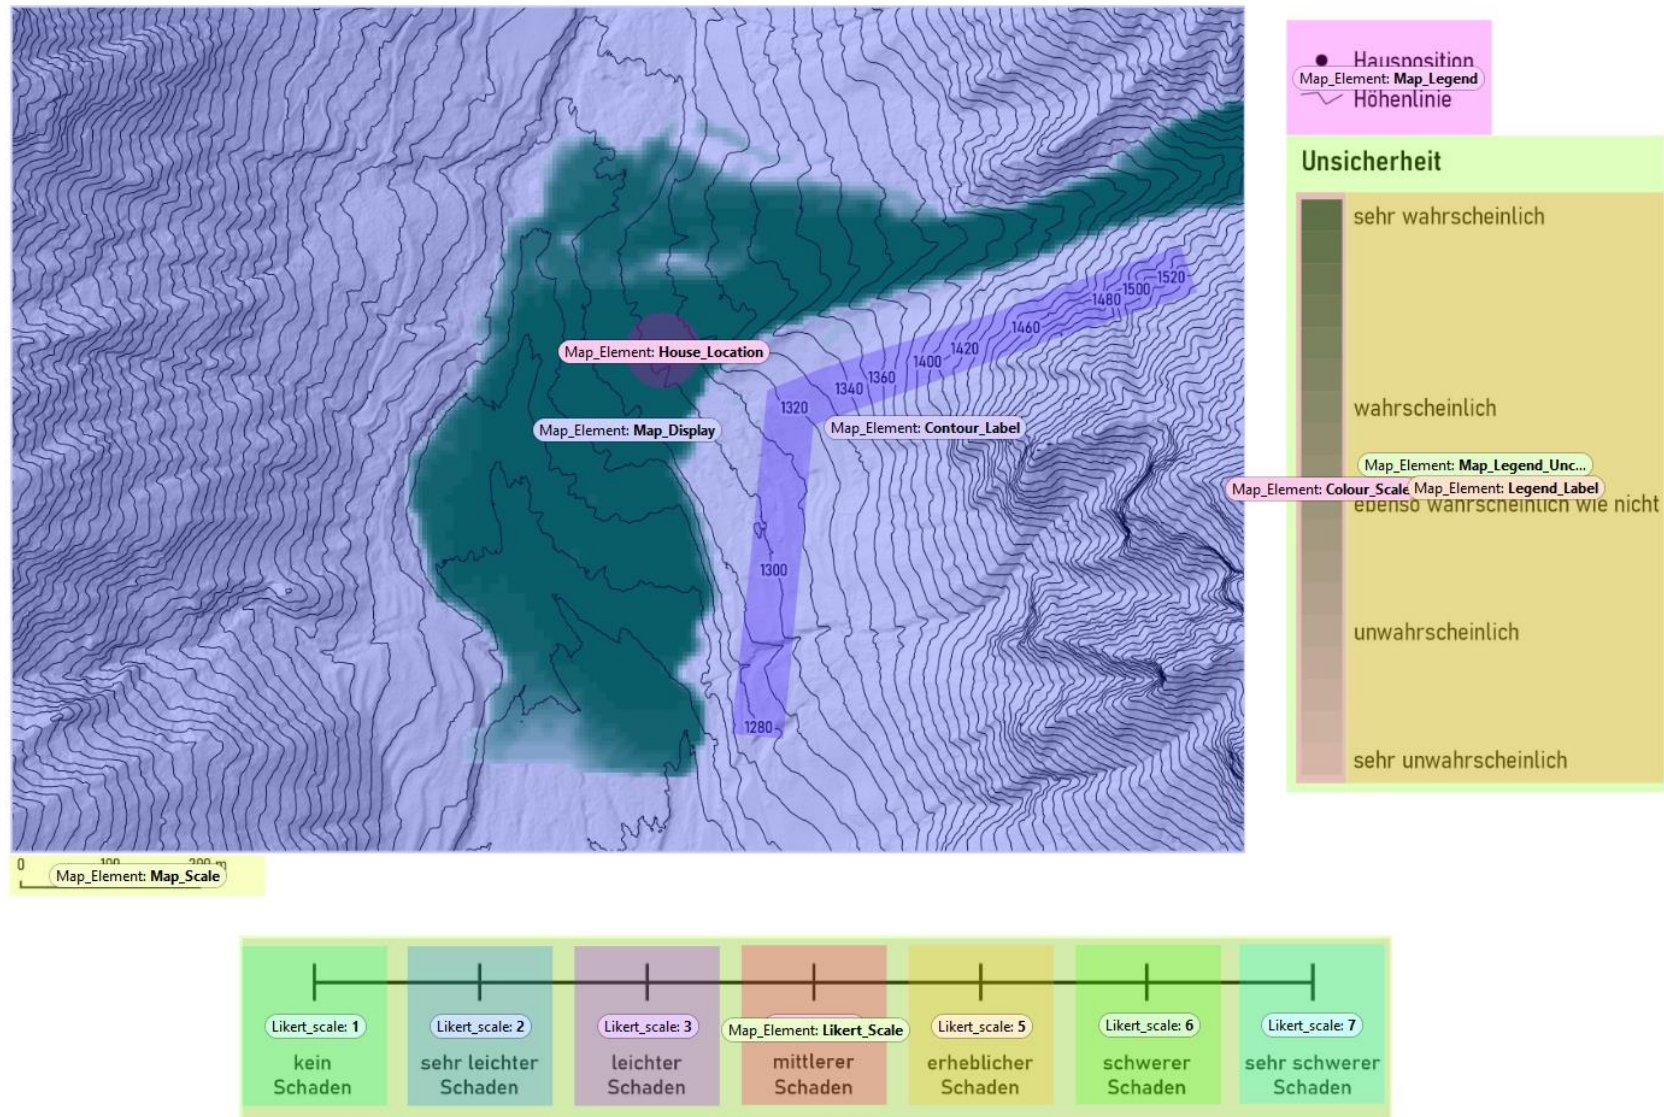 Hausposition
Map_Element: Map_Legend
Höhenlinie
Unsicherheit
sehr wahrscheinlich
wahrscheinlich
Map_Element: Map_Legend_Unc...
Map_Element: Colour_Scale
Map_Element: Legend_Label
ebenso wahrscheinlich wie nicht
unwahrscheinlich
sehr unwahrscheinlich
1520
1500
1480
1460
1420
1400
1360
1340
1320
1300
1280
Map_Element: House_Location
Map_Element: Map_Display
Map_Element: Contour_Label
0 100 200 m
Map_Element: Map_Scale
Likert_scale: 1
Likert_scale: 2
Likert_scale: 3
Map_Element: Likert_Scale
Likert_scale: 5
Likert_scale: 6
Likert_scale: 7
kein
Schaden
sehr leichter
Schaden
leichter
Schaden
mittlerer
Schaden
erheblicher
Schaden
schwerer
Schaden
sehr schwerer
Schaden